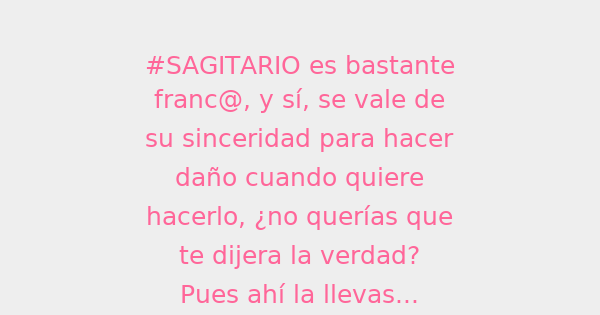 #SAGITARIO es bastante
franc@, y sí, se vale de
su sinceridad para hacer
daño cuando quiere
hacerlo, ¿no querías que
te dijera la verdad?
Pues ahí la llevas...